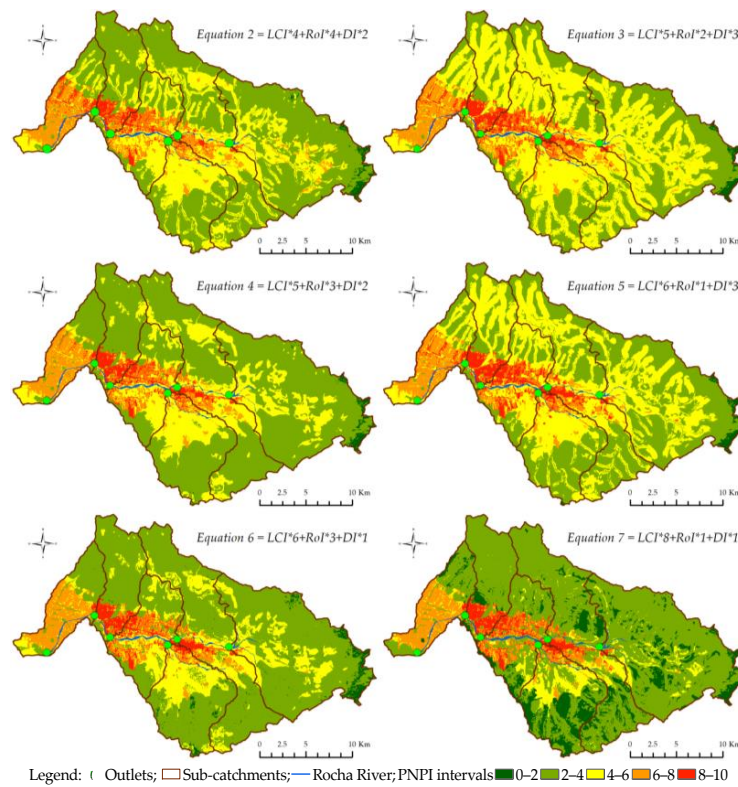 Equation 2 = LCI*4+RoI*4+DI*2
Equation 3 = LCI*5+RoI*2+DI*3
0 2.5 5 10 Km
0 2.5 5 10 Km
Equation 4 = LCI*5+RoI*3+DI*2
Equation 5 = LCI*6+RoI*1+DI*3
0 2.5 5 10 Km
0 2.5 5 10 Km
Equation 6 = LCI*6+RoI*3+DI*1
Equation 7 = LCI*8+RoI*1+DI*1
0 2.5 5 10 Km
0 2.5 5 10 Km
Legend: Outlets; Sub-catchments; Rocha River; PNPI intervals 0–2 2–4 4–6 6–8 8–10